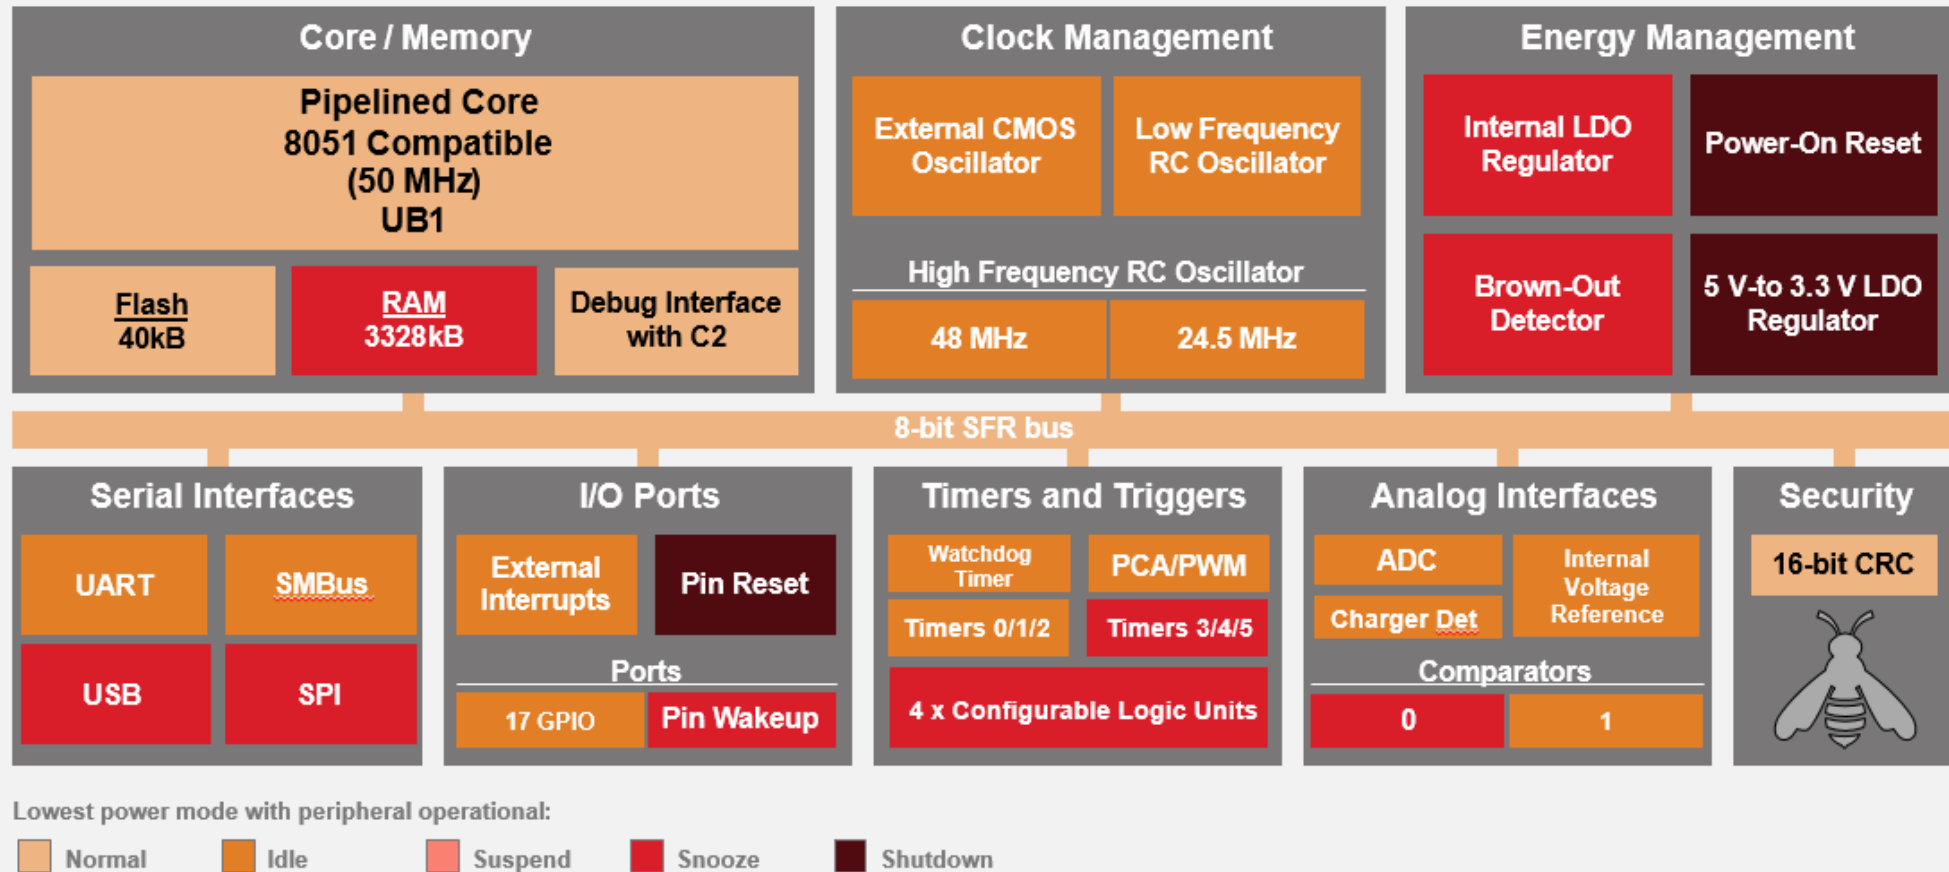 Core / Memory
Pipelined Core
8051 Compatible
(50 MHz)
UB1
Flash
40kB
RAM
3328kB
Debug Interface
with C2
Clock Management
External CMOS
Oscillator
Low Frequency
RC Oscillator
High Frequency RC Oscillator
48 MHz
24.5 MHz
Energy Management
Internal LDO
Regulator
Power-On Reset
Brown-Out
Detector
5 V-to 3.3 V LDO
Regulator
8-bit SFR bus
Serial Interfaces
UART
SMBus
USB
SPI
I/O Ports
External
Interrupts
Pin Reset
Ports
17 GPIO
Pin Wakeup
Timers and Triggers
Watchdog
Timer
PCA/PWM
Timers 0/1/2
Timers 3/4/5
4 x Configurable Logic Units
Analog Interfaces
ADC
Charger Det
Internal
Voltage
Reference
Comparators
0
1
Security
16-bit CRC
Lowest power mode with peripheral operational:
Normal
Idle
Suspend
Snooze
Shutdown